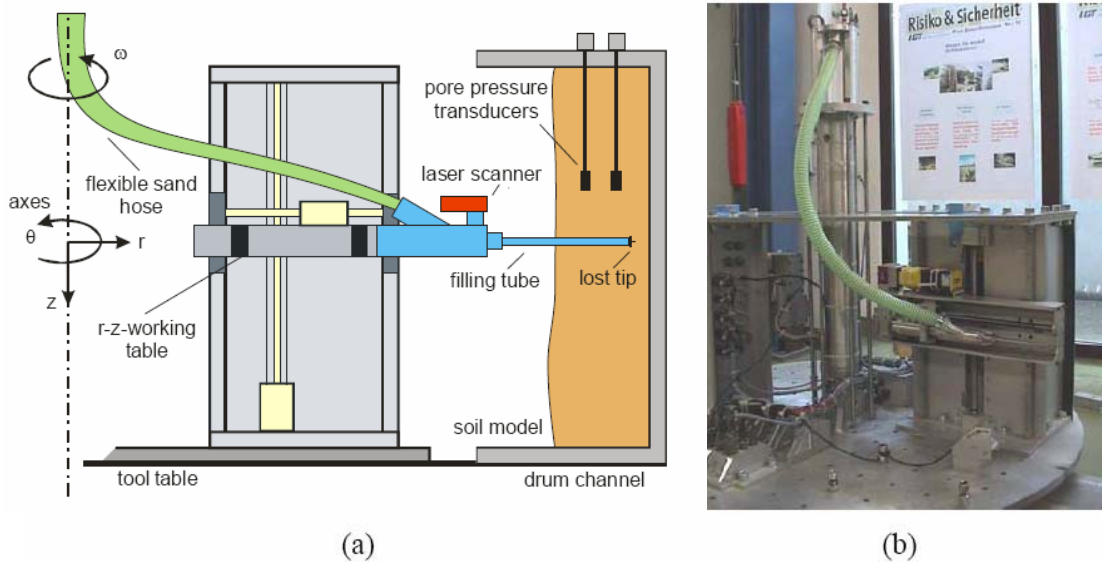 ω
flexible sand
hose
axes
θ
r
z
r-z-working
table
tool table
pore pressure
transducers
laser scanner
filling tube
lost tip
soil model
drum channel
(a)
Risiko & Sicherheit
IGT
(b)